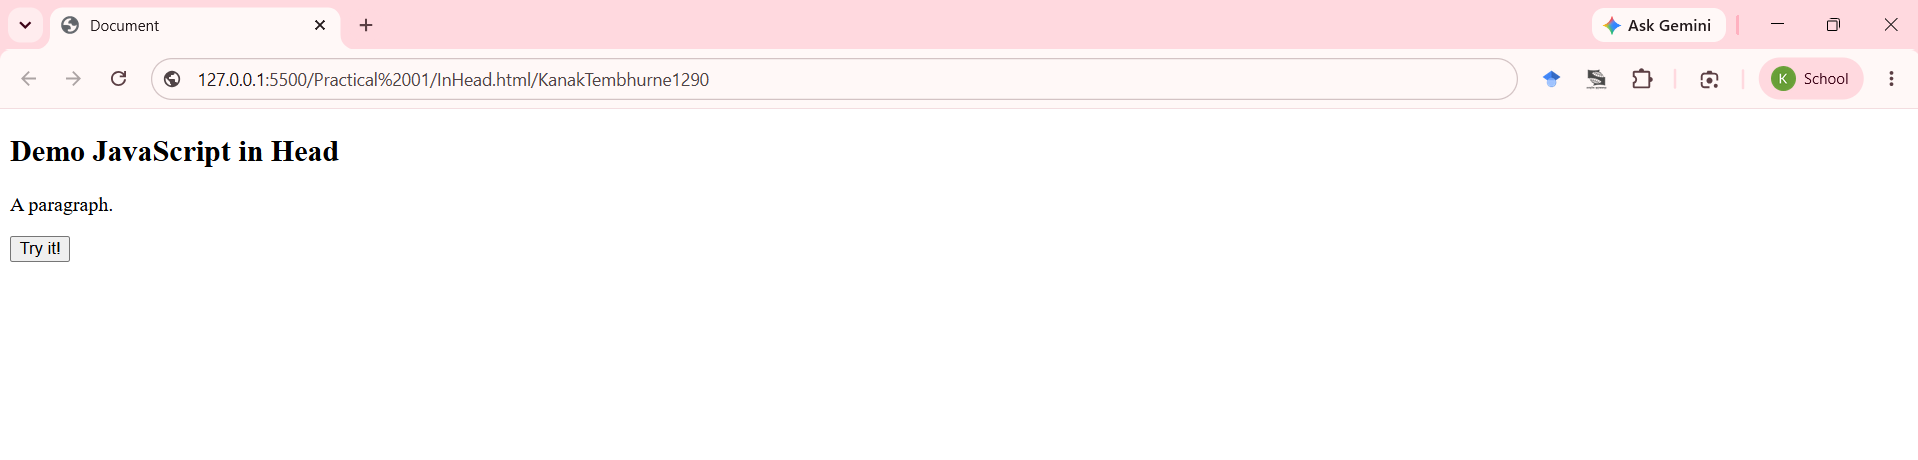 Document
Ask Gemini
127.0.0.1:5500/Practical%2001/InHead.html/KanakTembhurne1290
K School
Demo JavaScript in Head
A paragraph.
Try it!